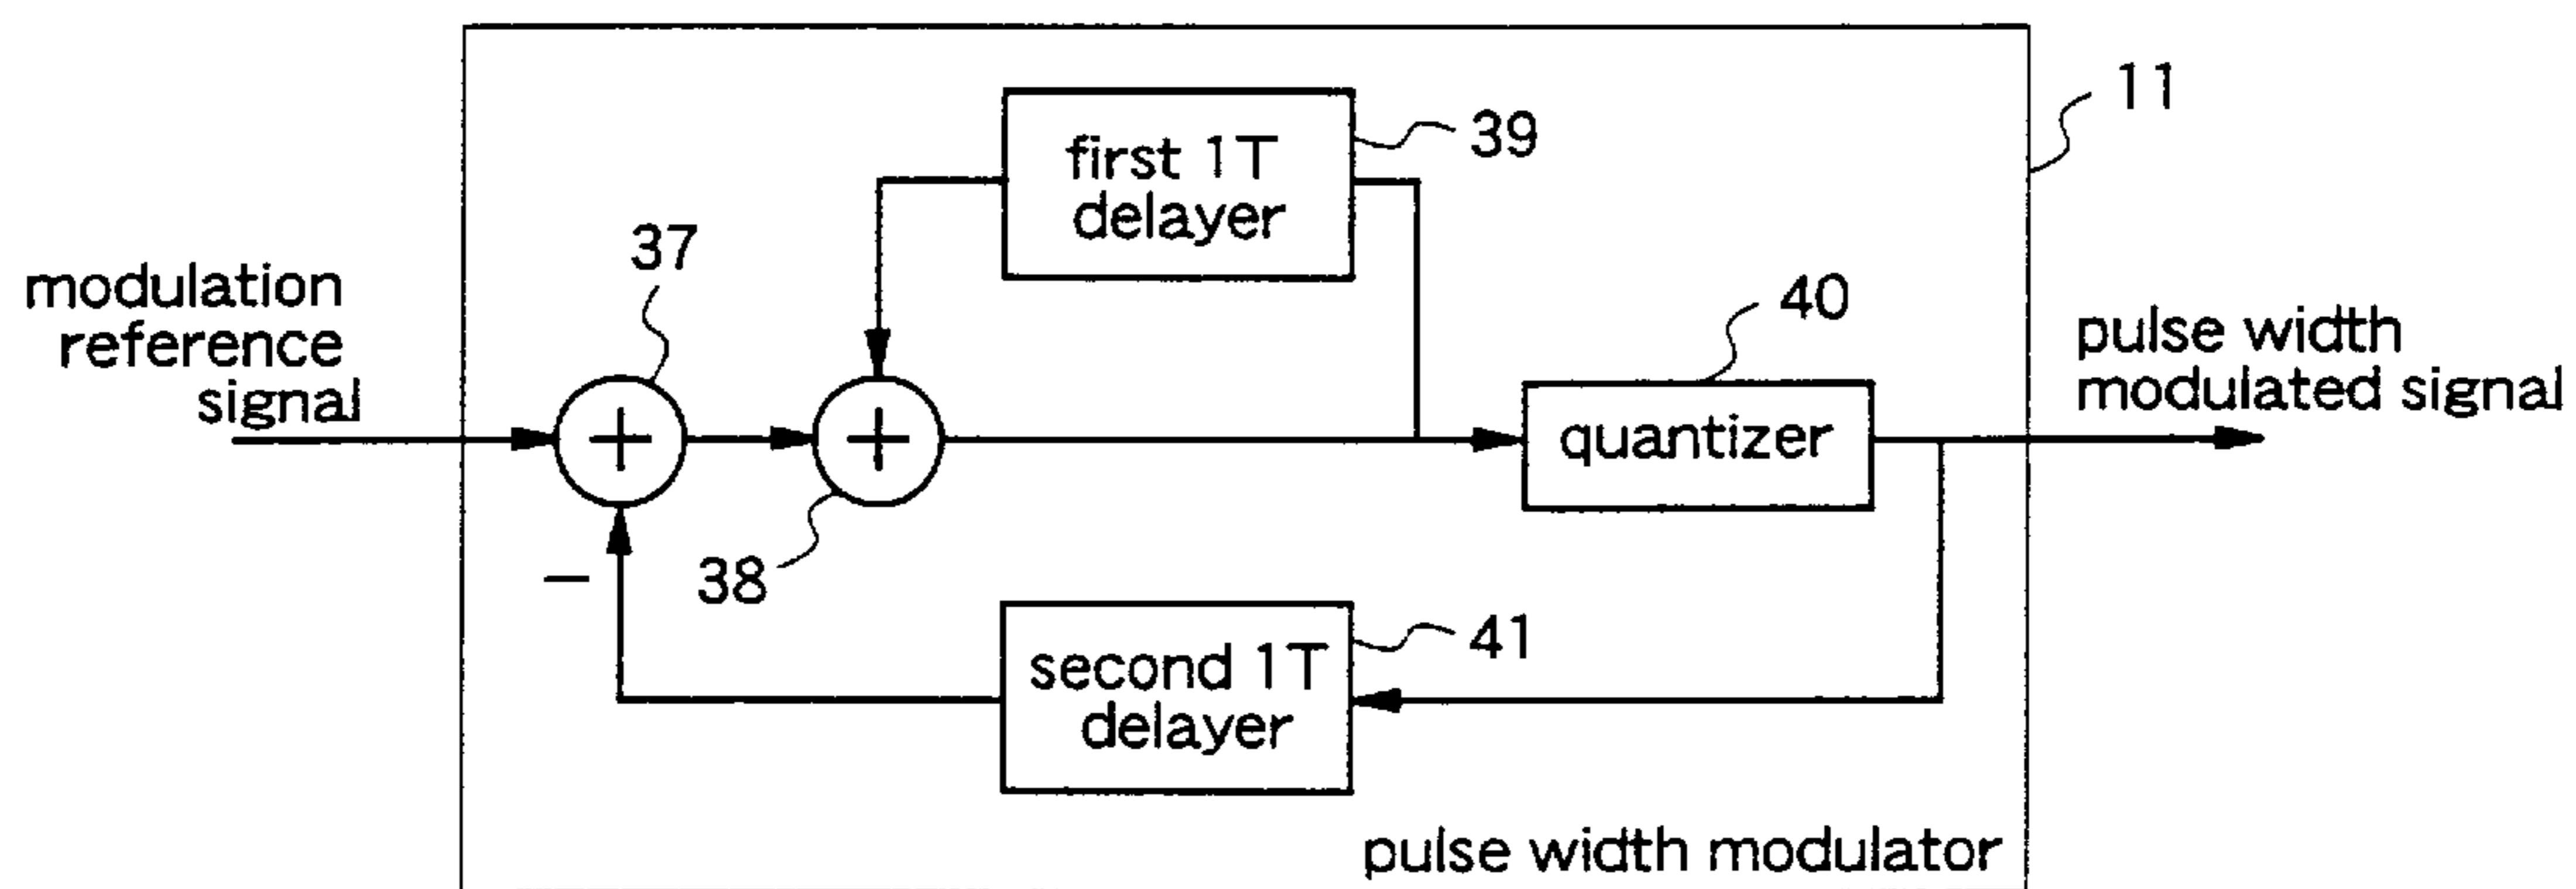 modulation
reference
signal
37
38
first 1T
delayer
39
quantizer
40
second 1T
delayer
41
11
pulse width
modulated signal
pulse width modulator
+
+
−